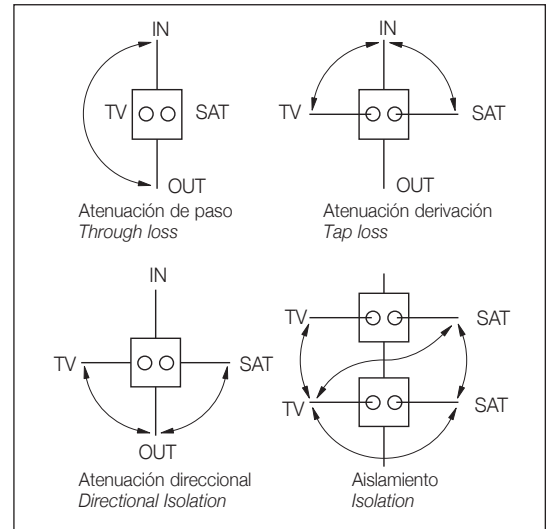 IN
TV SAT
OUT
Atenuación de paso
Through loss
IN
TV SAT
OUT
Atenuación derivación
Tap loss
IN
TV SAT
OUT
Atenuación direccional
Directional Isolation
TV SAT
TV SAT
Aislamiento
Isolation